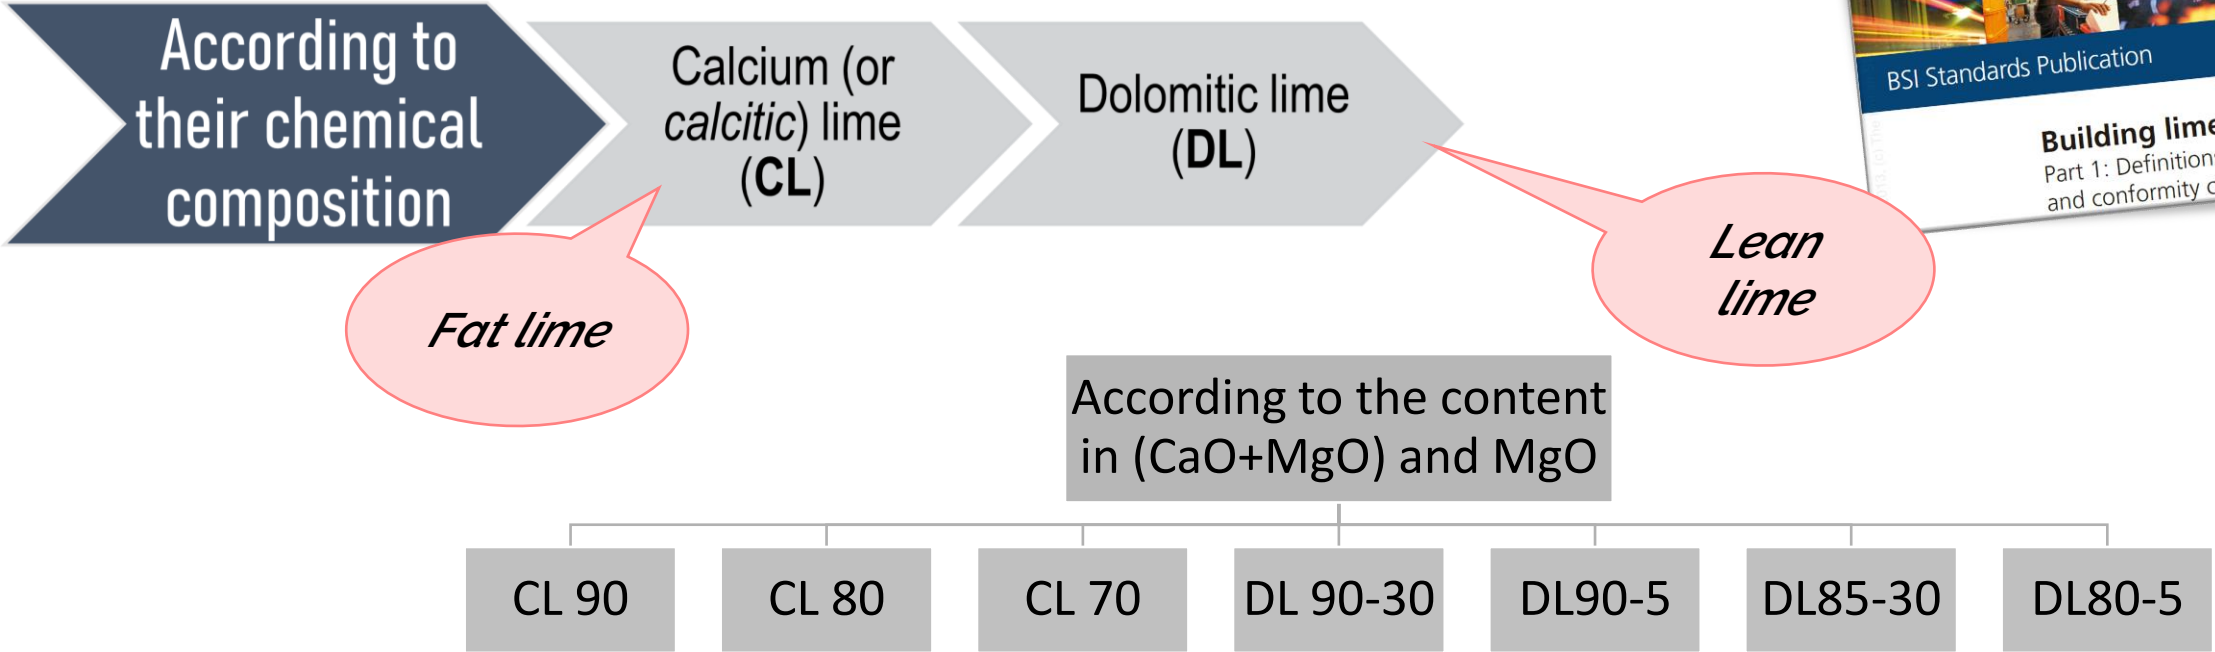 According to
their chemical
composition
Calcium (or
calcitic) lime
(CL)
Dolomitic lime
(DL)
BSI Standards Publication
Building lime
Part 1: Definition
and conformity c
Fat lime
Lean
lime
According to the content
in (CaO+MgO) and MgO
CL 90
CL 80
CL 70
DL 90-30
DL90-5
DL85-30
DL80-5